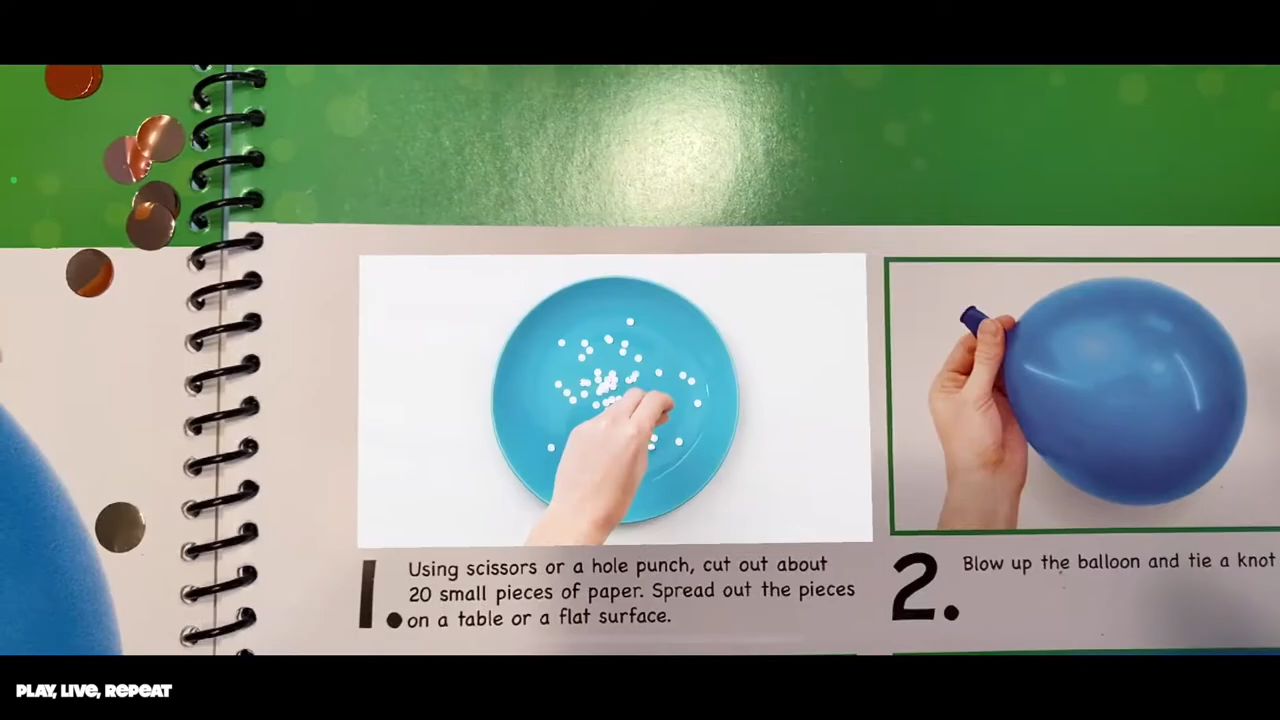 1. Using scissors or a hole punch, cut out about
20 small pieces of paper. Spread out the pieces
on a table or a flat surface.
2. Blow up the balloon and tie a knot
PLAY, LIVE, REPEAT